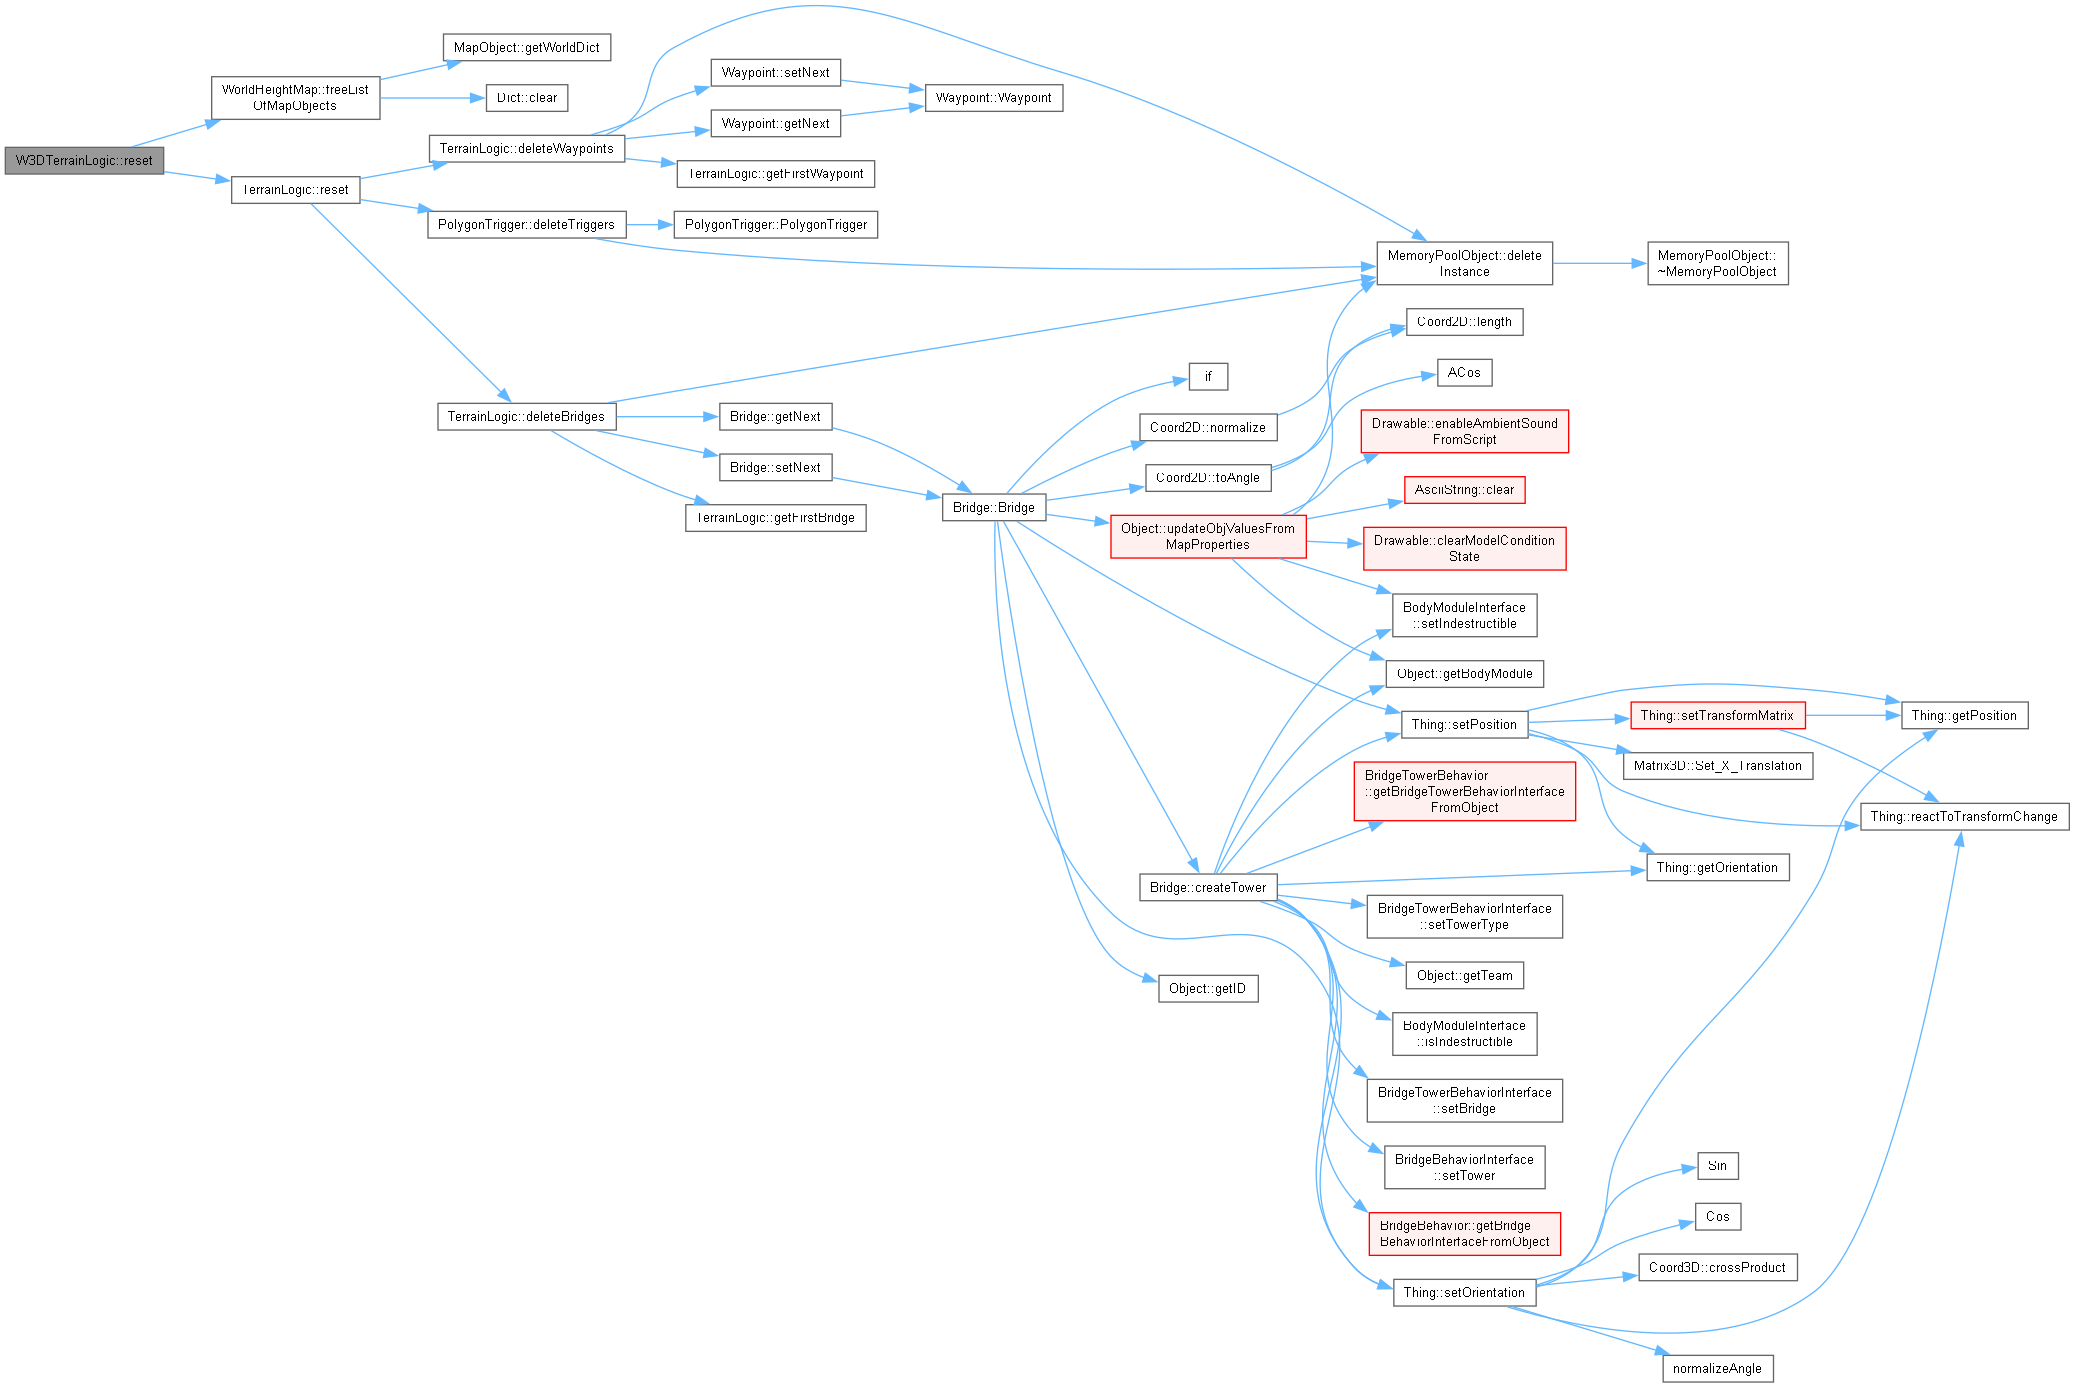 W3DTerrainLogic::reset
WorldHeightMap::freeList
OfMapObjects
MapObject::getWorldDict
Dict::clear
TerrainLogic::reset
TerrainLogic::deleteWaypoints
Waypoint::setNext
Waypoint::getNext
Waypoint::Waypoint
TerrainLogic::getFirstWaypoint
PolygonTrigger::deleteTriggers
PolygonTrigger::PolygonTrigger
MemoryPoolObject::delete
Instance
MemoryPoolObject::
~MemoryPoolObject
TerrainLogic::deleteBridges
Bridge::getNext
Bridge::setNext
TerrainLogic::getFirstBridge
Bridge::Bridge
if
Coord2D::normalize
Coord2D::toAngle
Coord2D::length
ACos
Object::updateObjValuesFrom
MapProperties
Drawable::enableAmbientSound
FromScript
AsciiString::clear
Drawable::clearModelCondition
State
BodyModuleInterface
::setIndestructible
Object::getBodyModule
Thing::setPosition
Thing::setTransformMatrix
Thing::getPosition
Matrix3D::Set_X_Translation
Thing::reactToTransformChange
Thing::getOrientation
BridgeTowerBehavior
::getBridgeTowerBehaviorInterface
FromObject
Bridge::createTower
BridgeTowerBehaviorInterface
::setTowerType
Object::getTeam
Object::getID
BodyModuleInterface
::isIndestructible
BridgeTowerBehaviorInterface
::setBridge
BridgeBehaviorInterface
::setTower
BridgeBehavior::getBridge
BehaviorInterfaceFromObject
Thing::setOrientation
Sin
Cos
Coord3D::crossProduct
normalizeAngle